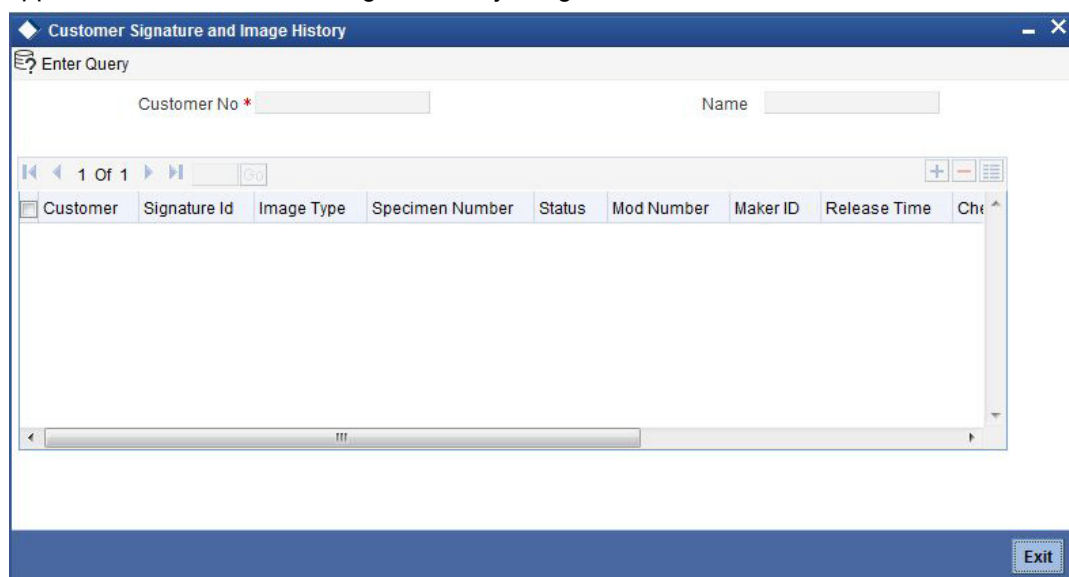 Customer Signature and Image History
Enter Query
Customer No * Name
1 Of 1 Go
Customer Signature Id Image Type Specimen Number Status Mod Number Maker ID Release Time
Exit